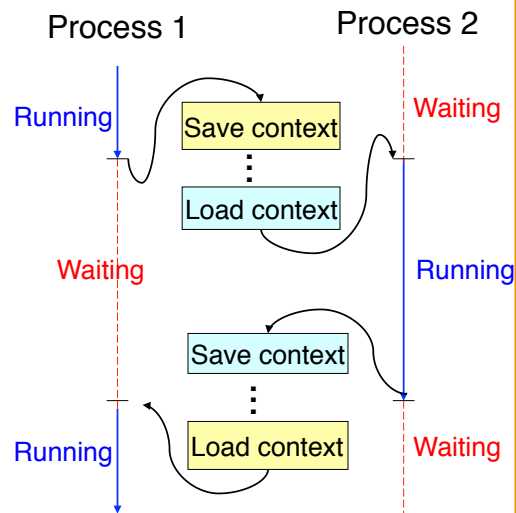 Process 1
Process 2
Running
Save context
Waiting
Load context
Waiting
Running
Save context
Running
Load context
Waiting